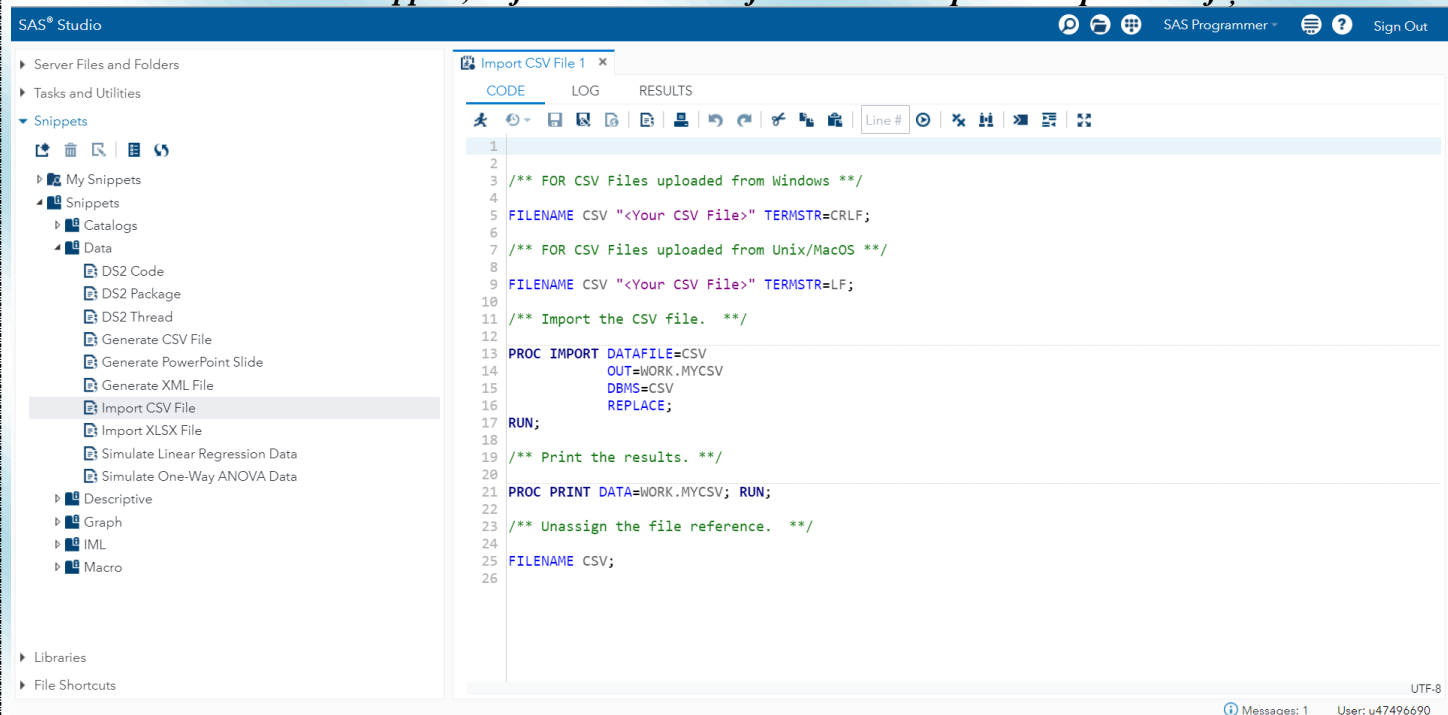 SAS® Studio
SAS Programmer
Sign Out
Server Files and Folders
Tasks and Utilities
Snippets
My Snippets
Snippets
Catalogs
Data
DS2 Code
DS2 Package
DS2 Thread
Generate CSV File
Generate PowerPoint Slide
Generate XML File
Import CSV File
Import XLSX File
Simulate Linear Regression Data
Simulate One-Way ANOVA Data
Descriptive
Graph
IML
Macro
Libraries
File Shortcuts
Import CSV File 1
CODE LOG RESULTS
Line #
1
2
3 /** FOR CSV Files uploaded from Windows **/
4
5 FILENAME CSV "<Your CSV File>" TERMSTR=CRLF;
6
7 /** FOR CSV Files uploaded from Unix/MacOS **/
8
9 FILENAME CSV "<Your CSV File>" TERMSTR=LF;
10
11 /** Import the CSV file.  **/
12
13 PROC IMPORT DATAFILE=CSV
14 OUT=WORK.MYCSV
15 DBMS=CSV
16 REPLACE;
17 RUN;
18
19 /** Print the results. **/
20
21 PROC PRINT DATA=WORK.MYCSV; RUN;
22
23 /** Unassign the file reference.  **/
24
25 FILENAME CSV;
26
UTF-8
Messages: 1 User: u47496690